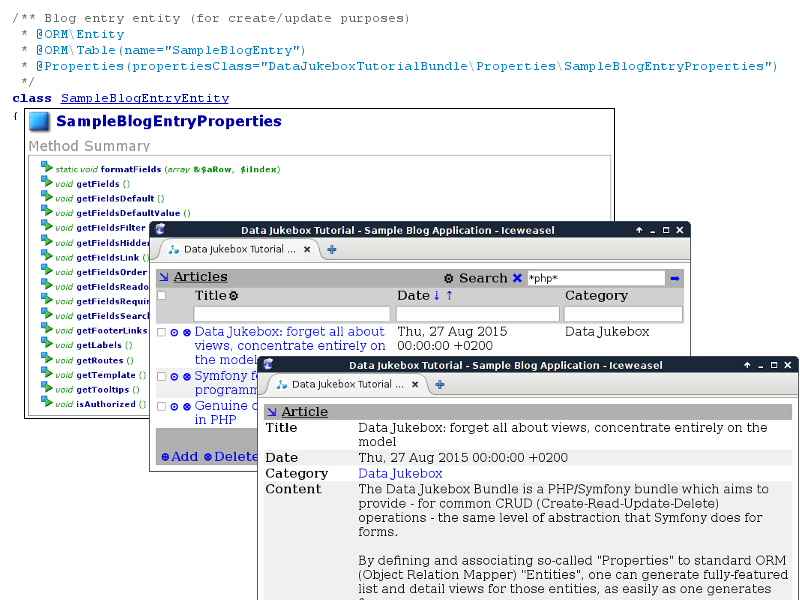 /** Blog entry entity (for create/update purposes)
* @ORM\Entity
* @ORM\Table(name="SampleBlogEntry")
* @Properties(propertiesClass="DataJukeboxTutorialBundle\Properties\SampleBlogEntryProperties")
*/
class SampleBlogEntryEntity
{
SampleBlogEntryProperties
Method Summary
static void formatFields (array &$aRow, $iIndex)
void getFields ()
void getFieldsDefault ()
void getFieldsDefaultValue ()
void getFieldsFilter
void getFieldsHidden
void getFieldsLink ()
void getFieldsOrder
void getFieldsReado
void getFieldsRequir
void getFieldsSearch
void getFooterLinks
void getLabels ()
void getRoutes ()
void getTemplate ()
void getTooltips ()
void isAuthorized ()
Data Jukebox Tutorial - Sample Blog Application - Iceweasel
Data Jukebox Tutorial ...
Articles
Search *php*
Title Date Category
Data Jukebox: forget all about Thu, 27 Aug 2015 Data Jukebox
views, concentrate entirely on 00:00:00 +0200
the model
Symfony
programm
Genuine
in PHP
Add Delete
Data Jukebox Tutorial - Sample Blog Application - Iceweasel
Data Jukebox Tutorial ...
Article
Title Data Jukebox: forget all about views, concentrate entirely on the
model
Date Thu, 27 Aug 2015 00:00:00 +0200
Category Data Jukebox
Content The Data Jukebox Bundle is a PHP/Symfony bundle which aims to
provide - for common CRUD (Create-Read-Update-Delete)
operations - the same level of abstraction that Symfony does for
forms.
By defining and associating so-called "Properties" to standard ORM
(Object Relation Mapper) "Entities", one can generate fully-featured
list and detail views for those entities, as easily as one generates